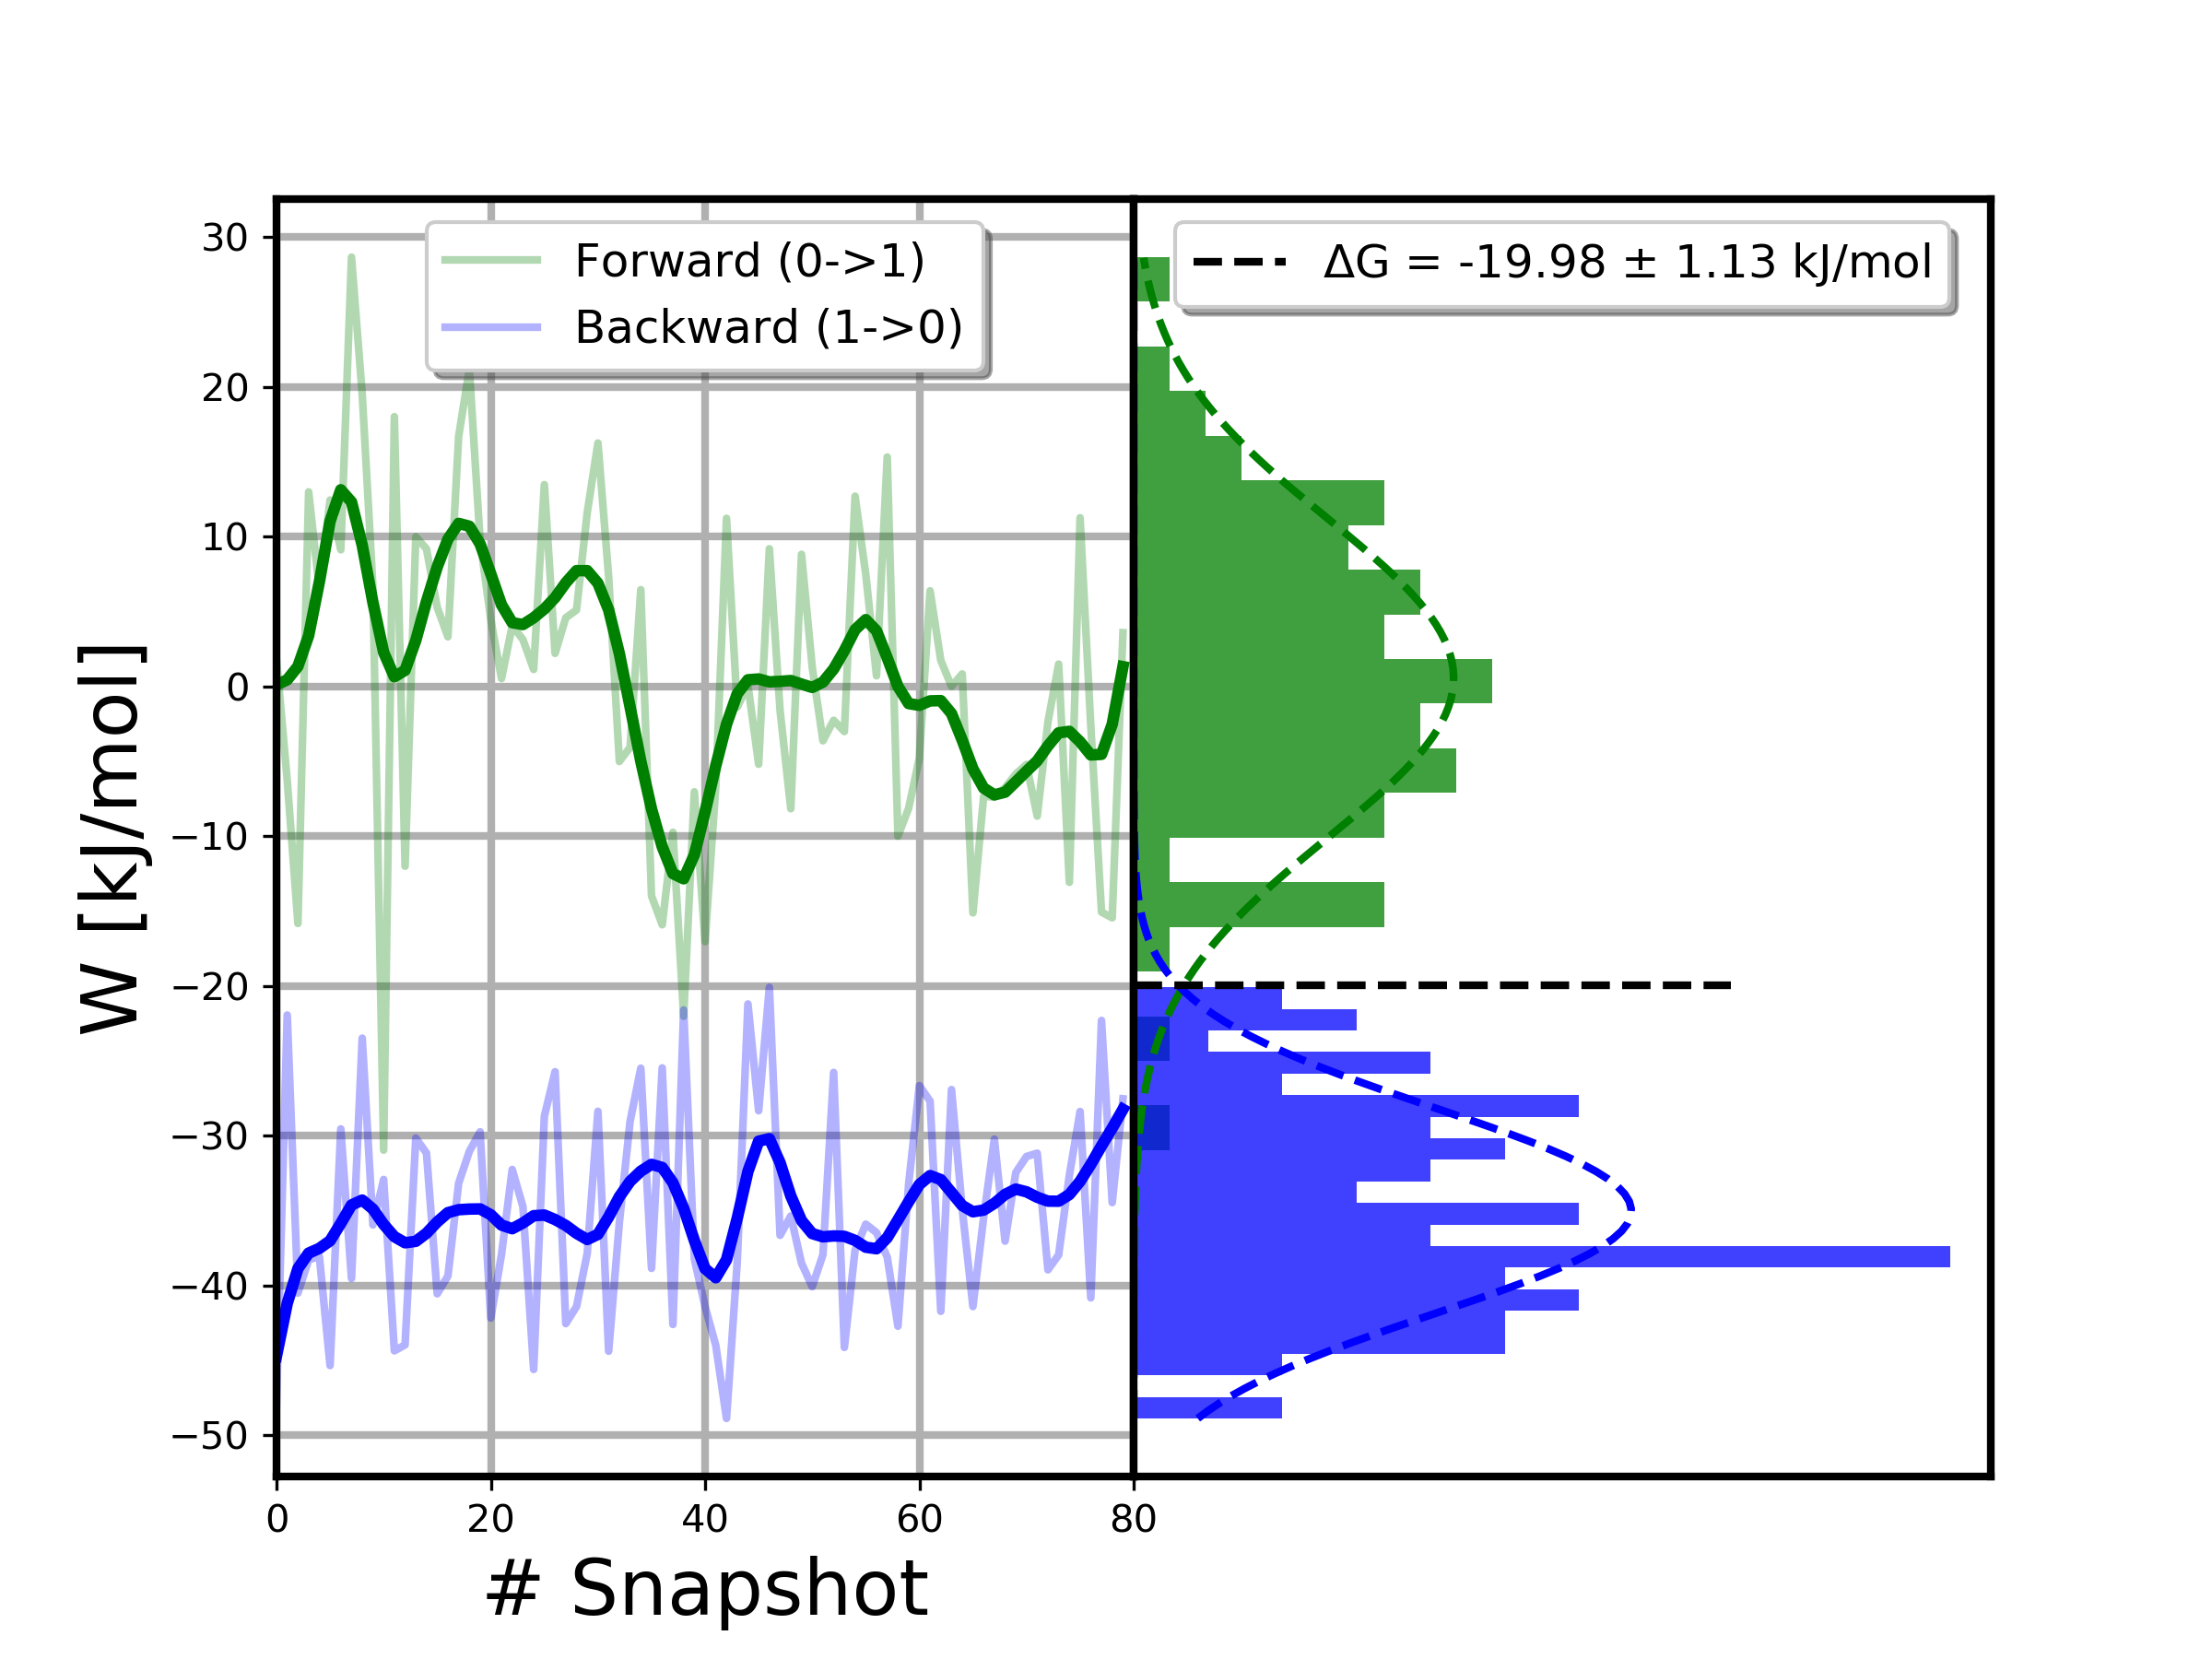 Forward (0->1)
Backward (1->0)
ΔG = -19.98 ± 1.13 kJ/mol
W [kJ/mol]
30
20
10
0
−10
−20
−30
−40
−50
0 20 40 60 80
# Snapshot